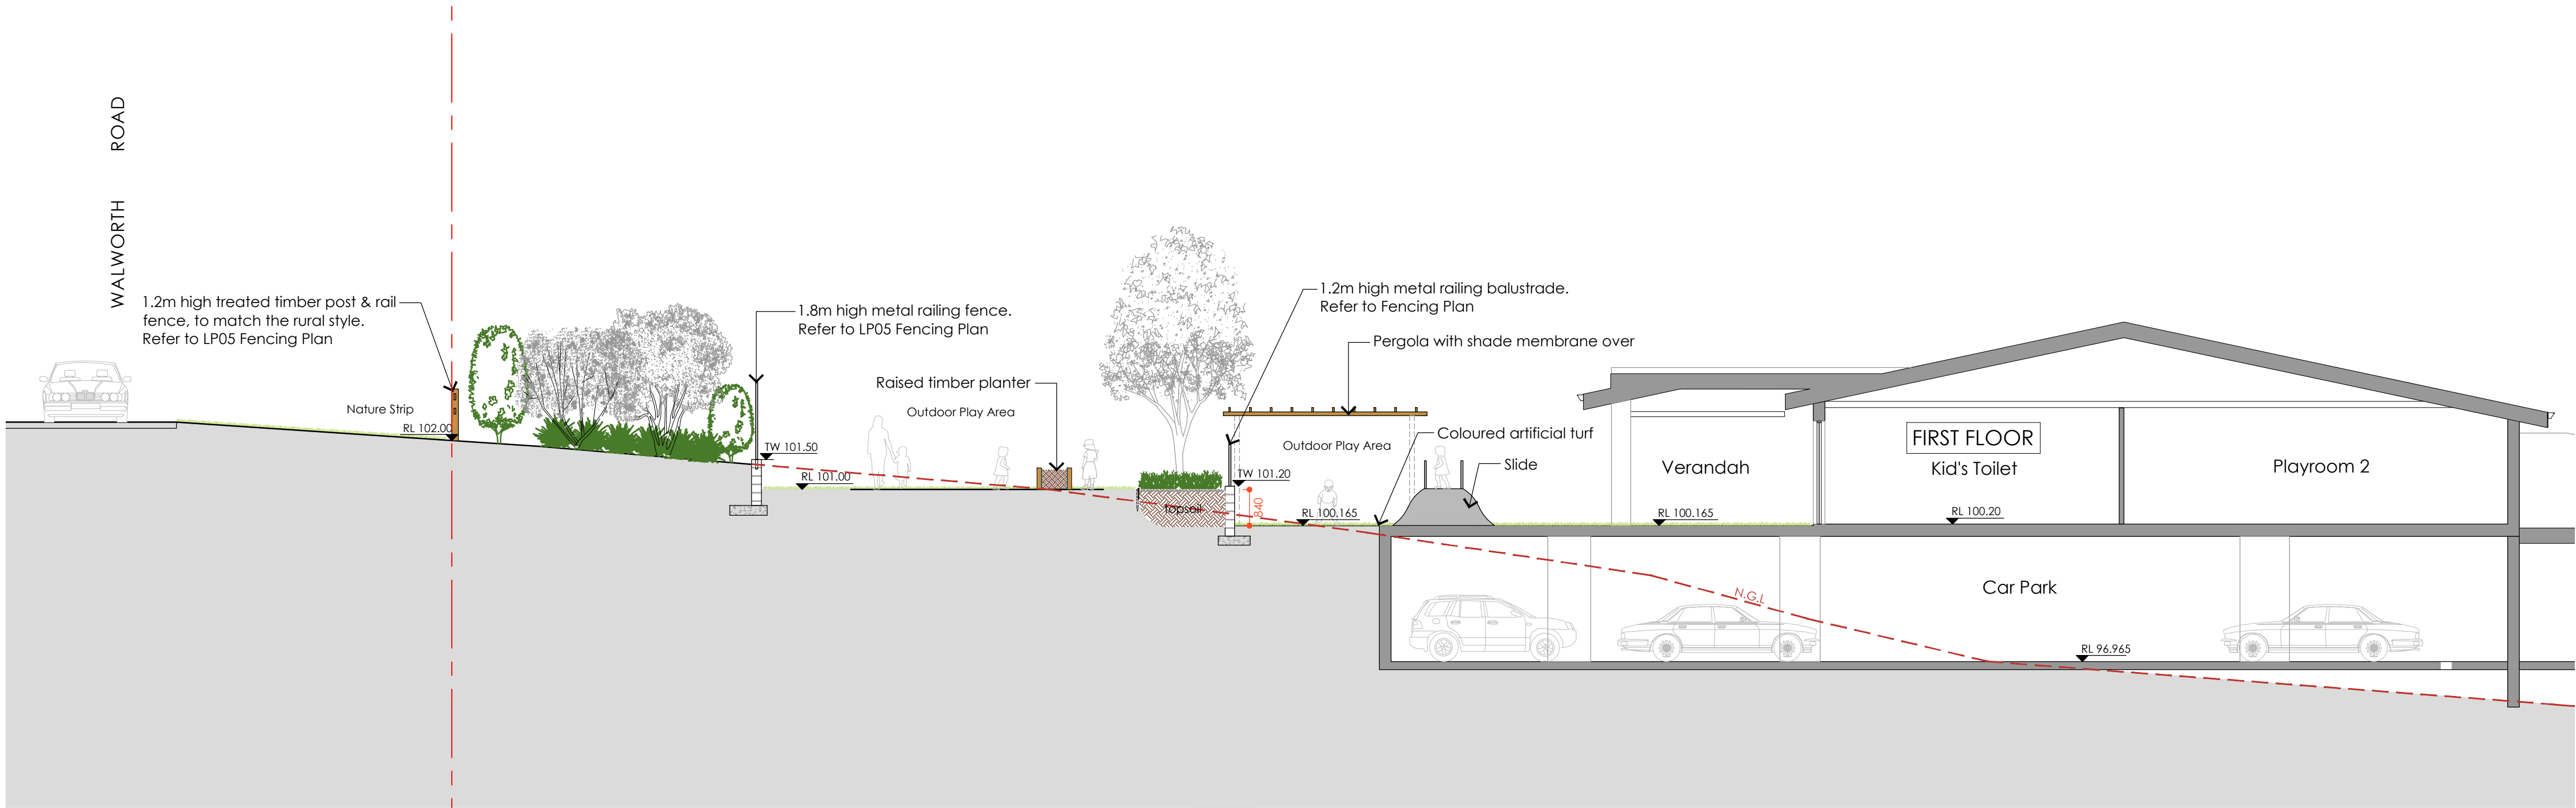 WALWORTH ROAD
1.2m high treated timber post & rail
fence, to match the rural style.
Refer to LP05 Fencing Plan
Nature Strip
RL 102.00
1.8m high metal railing fence.
Refer to LP05 Fencing Plan
TW 101.50
RL 101.00
Raised timber planter
Outdoor Play Area
topsoil
1.2m high metal railing balustrade.
Refer to Fencing Plan
Pergola with shade membrane over
Outdoor Play Area
TW 101.20
840
RL 100.165
Coloured artificial turf
Slide
Verandah
RL 100.165
FIRST FLOOR
Kid's Toilet
RL 100.20
Playroom 2
N.G.L
Car Park
RL 96.965